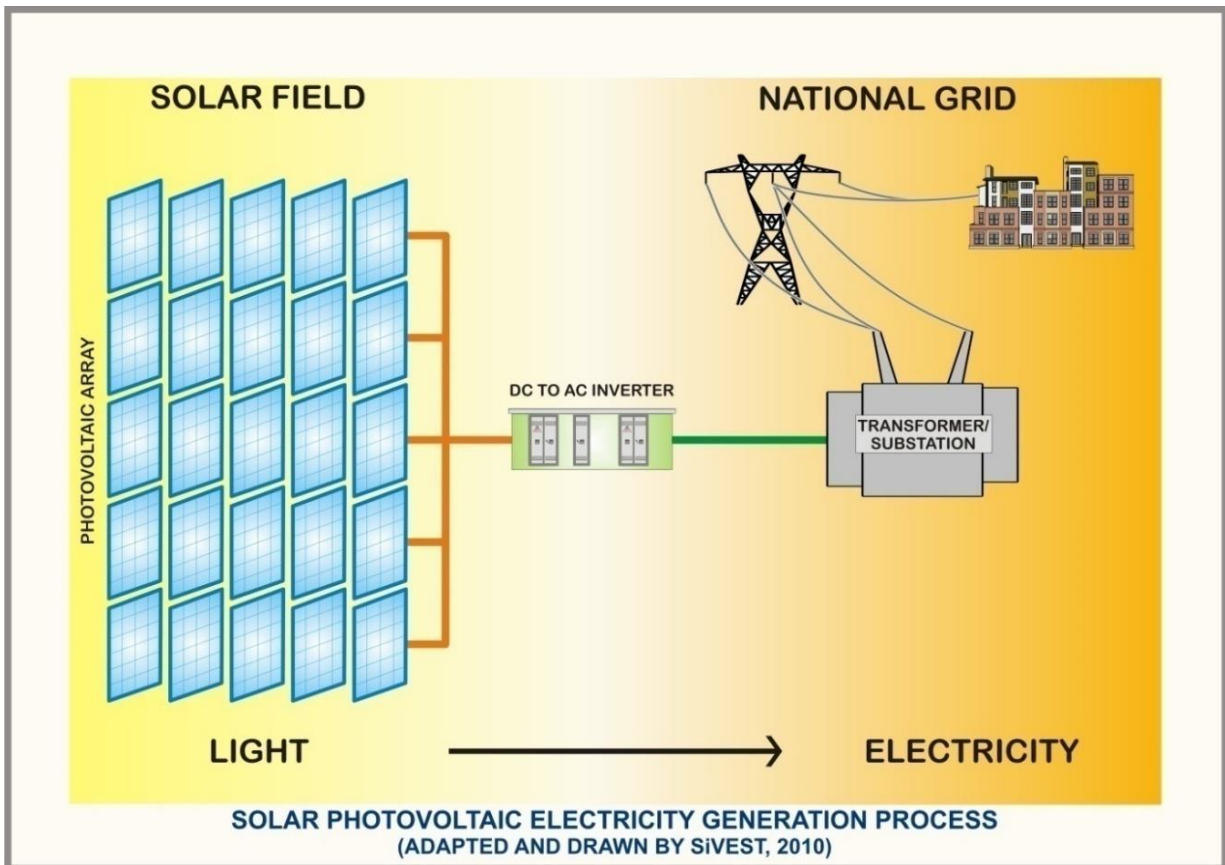 SOLAR FIELD
NATIONAL GRID
PHOTOVOLTAIC ARRAY
DC TO AC INVERTER
TRANSFORMER/
SUBSTATION
LIGHT
ELECTRICITY
SOLAR PHOTOVOLTAIC ELECTRICITY GENERATION PROCESS
(ADAPTED AND DRAWN BY SiVEST, 2010)